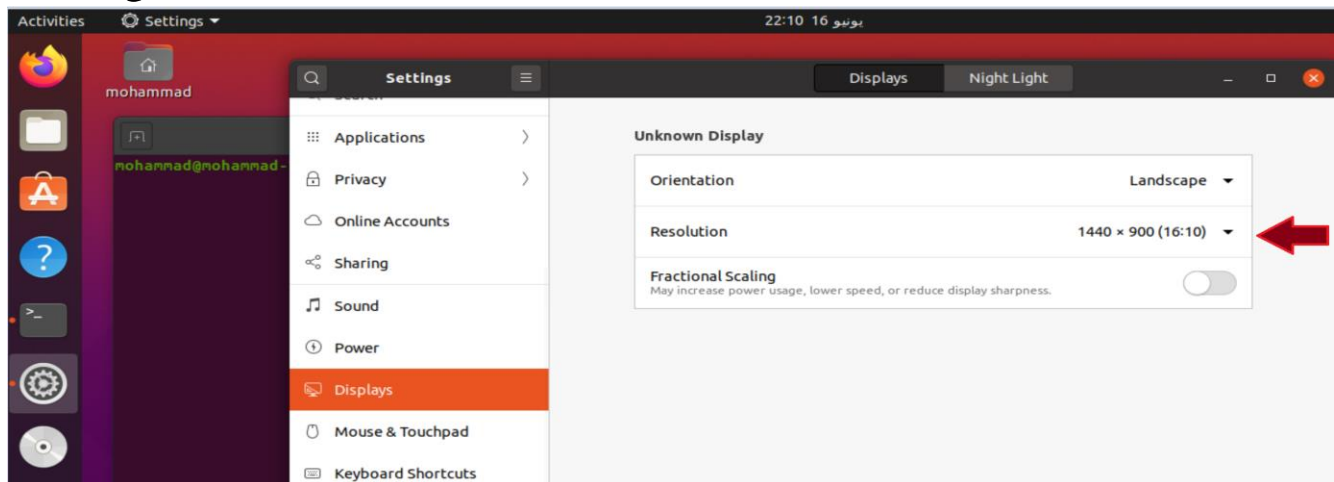 Activities Settings 22:10 16 يونيو
mohammad
Settings Displays Night Light
Search
mohammad@mohammad-
Applications
Privacy
Online Accounts
Sharing
Sound
Power
Displays
Mouse & Touchpad
Keyboard Shortcuts
Unknown Display
Orientation Landscape
Resolution 1440 × 900 (16:10)
Fractional Scaling
May increase power usage, lower speed, or reduce display sharpness.